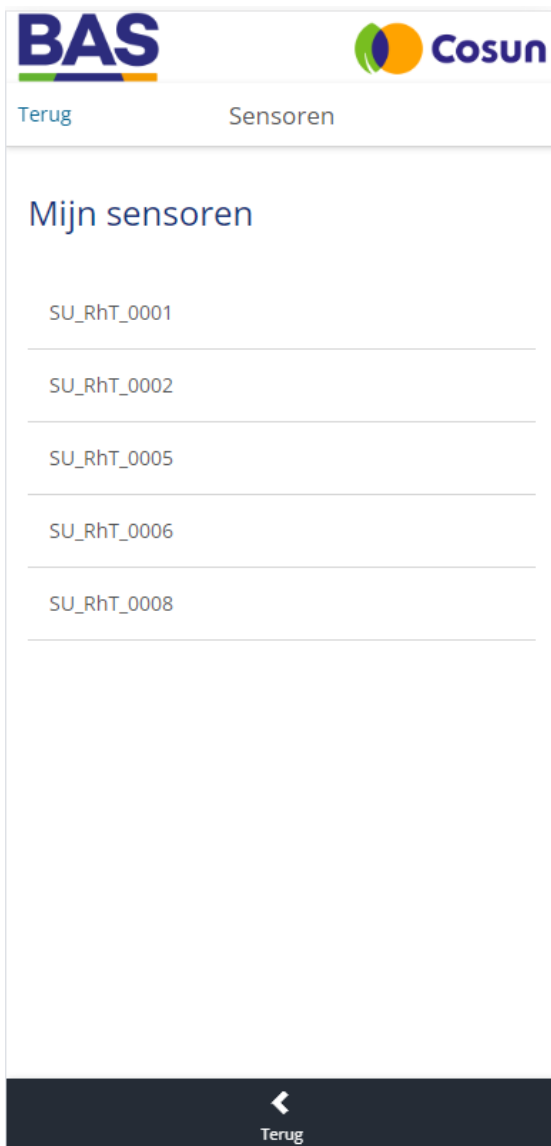 BAS
Cosun
Terug
Sensoren
Mijn sensoren
SU_RhT_0001
SU_RhT_0002
SU_RhT_0005
SU_RhT_0006
SU_RhT_0008
Terug